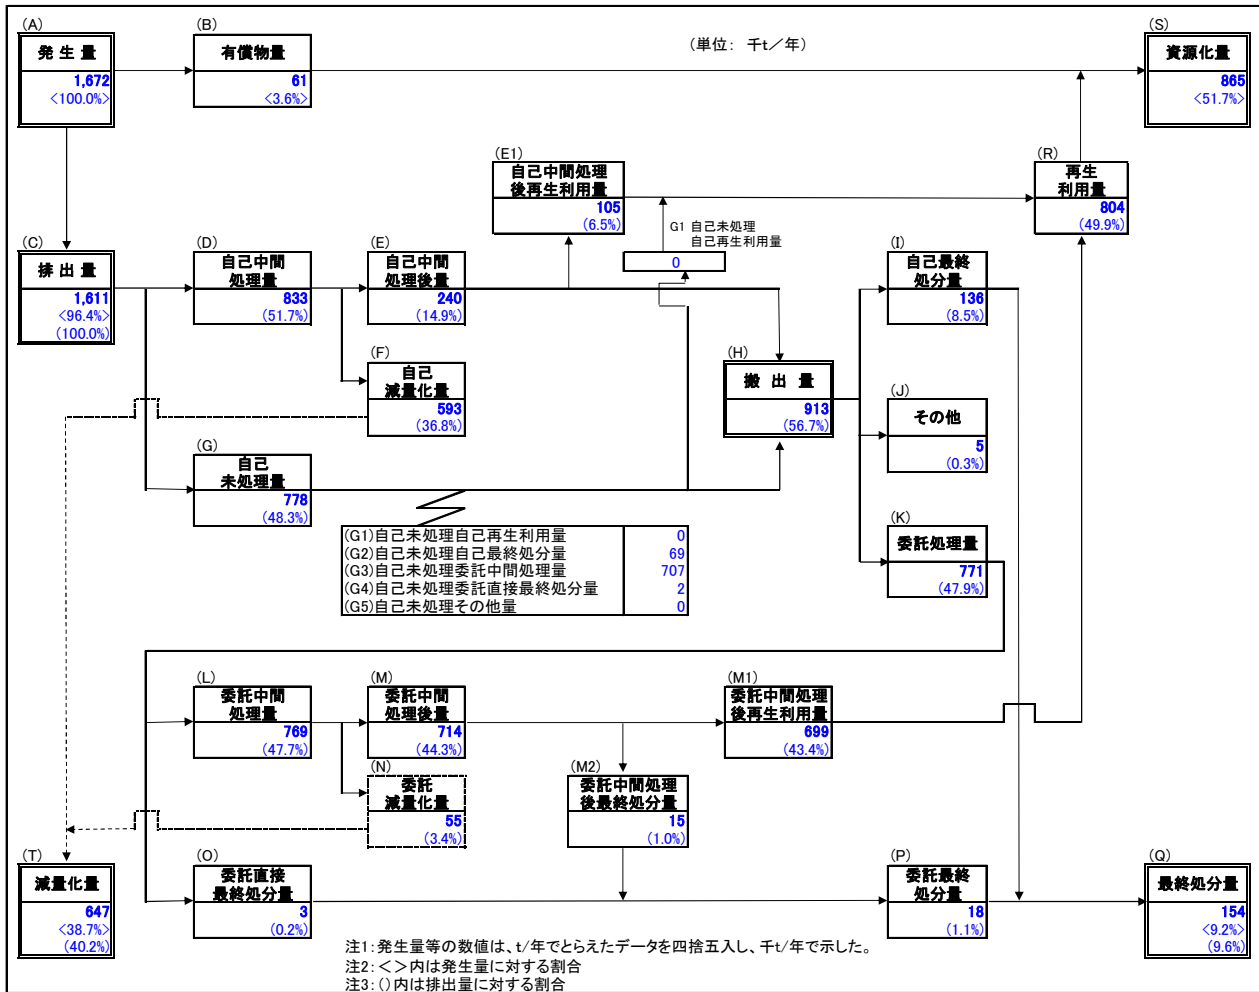 (A)
発 生 量
1,672
<100.0%>
(B)
有償物量
61
<3.6%>
(単位: 千t/年)
(S)
資源化量
865
<51.7%>
(E1)
自己中間処理
後再生利用量
105
(6.5%)
(R)
再生
利用量
804
(49.9%)
G1 自己未処理
自己再生利用量
0
(C)
排 出 量
1,611
<96.4%>
(100.0%)
(D)
自己中間
処理量
833
(51.7%)
(E)
自己中間
処理後量
240
(14.9%)
(I)
自己最終
処分量
136
(8.5%)
(F)
自己
減量化量
593
(36.8%)
(H)
搬 出 量
913
(56.7%)
(J)
その他
5
(0.3%)
(G)
自己
未処理量
778
(48.3%)
(K)
委託処理量
771
(47.9%)
(G1)自己未処理自己再生利用量 0
(G2)自己未処理自己最終処分量 69
(G3)自己未処理委託中間処理量 707
(G4)自己未処理委託直接最終処分量 2
(G5)自己未処理その他量 0
(L)
委託中間
処理量
769
(47.7%)
(M)
委託中間
処理後量
714
(44.3%)
(M1)
委託中間処理
後再生利用量
699
(43.4%)
(N)
委託
減量化量
55
(3.4%)
(M2)
委託中間処理
後最終処分量
15
(1.0%)
(T)
減量化量
647
<38.7%>
(40.2%)
(O)
委託直接
最終処分量
3
(0.2%)
(P)
委託最終
処分量
18
(1.1%)
(Q)
最終処分量
154
<9.2%>
(9.6%)
注1:発生量等の数値は、t/年でとらえたデータを四捨五入し、千t/年で示した。
注2:<>内は発生量に対する割合
注3:()内は排出量に対する割合